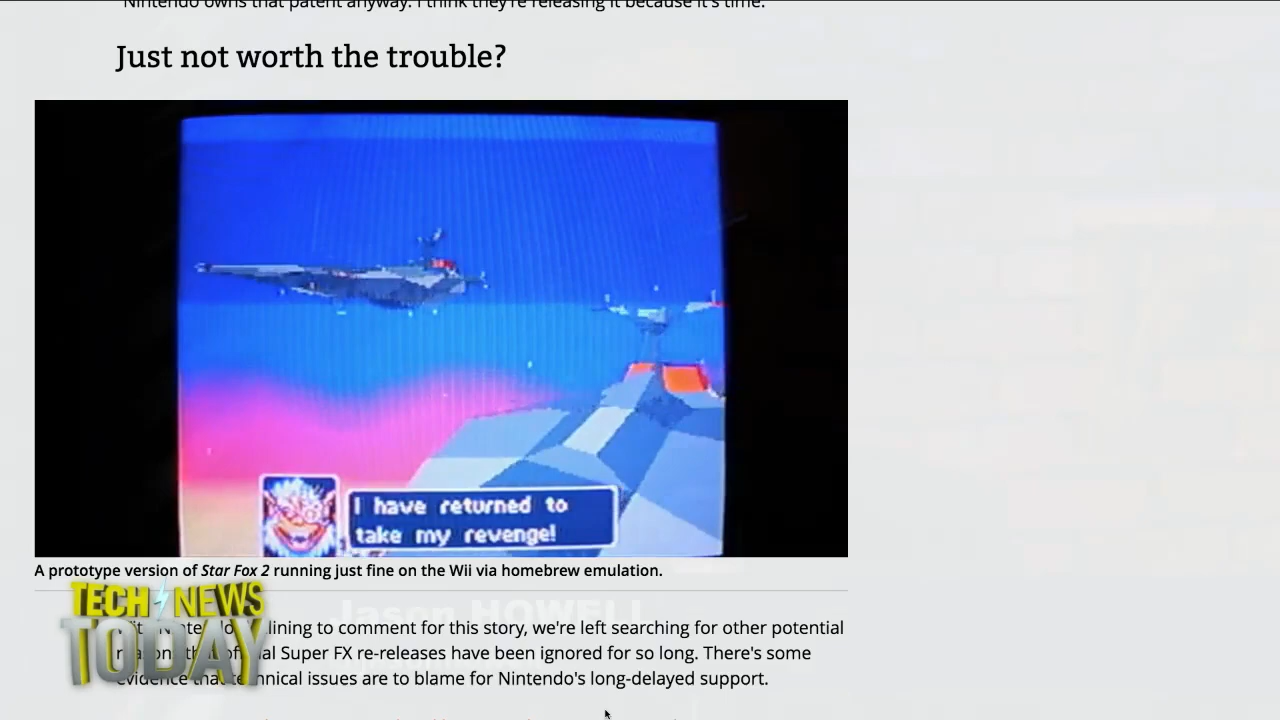 Nintendo owns that patent anyway. I think they're releasing it because it's time."
Just not worth the trouble?
I have returned to
take my revenge!
A prototype version of Star Fox 2 running just fine on the Wii via homebrew emulation.
TECH NEWS
TODAY
Jason HOWELL
lining to comment for this story, we're left searching for other potential
Super FX re-releases have been ignored for so long. There's some
evidence that technical issues are to blame for Nintendo's long-delayed support.